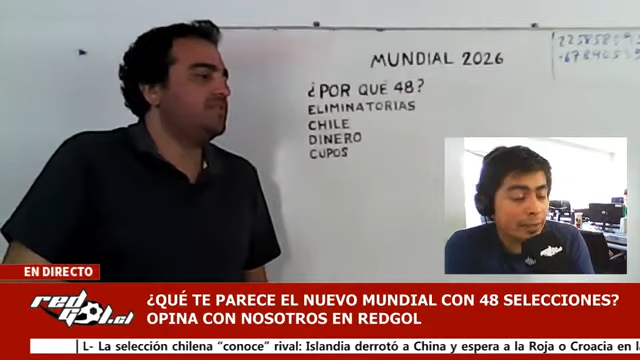 MUNDIAL 2026
¿POR QUÉ 48?
ELIMINATORIAS
CHILE
DINERO
CUPOS
EN DIRECTO
redgol.cl
¿QUÉ TE PARECE EL NUEVO MUNDIAL CON 48 SELECCIONES?
OPINA CON NOSOTROS EN REDGOL
L- La selección chilena “conoce” rival: Islandia derrotó a China y espera a la Roja o Croacia en la